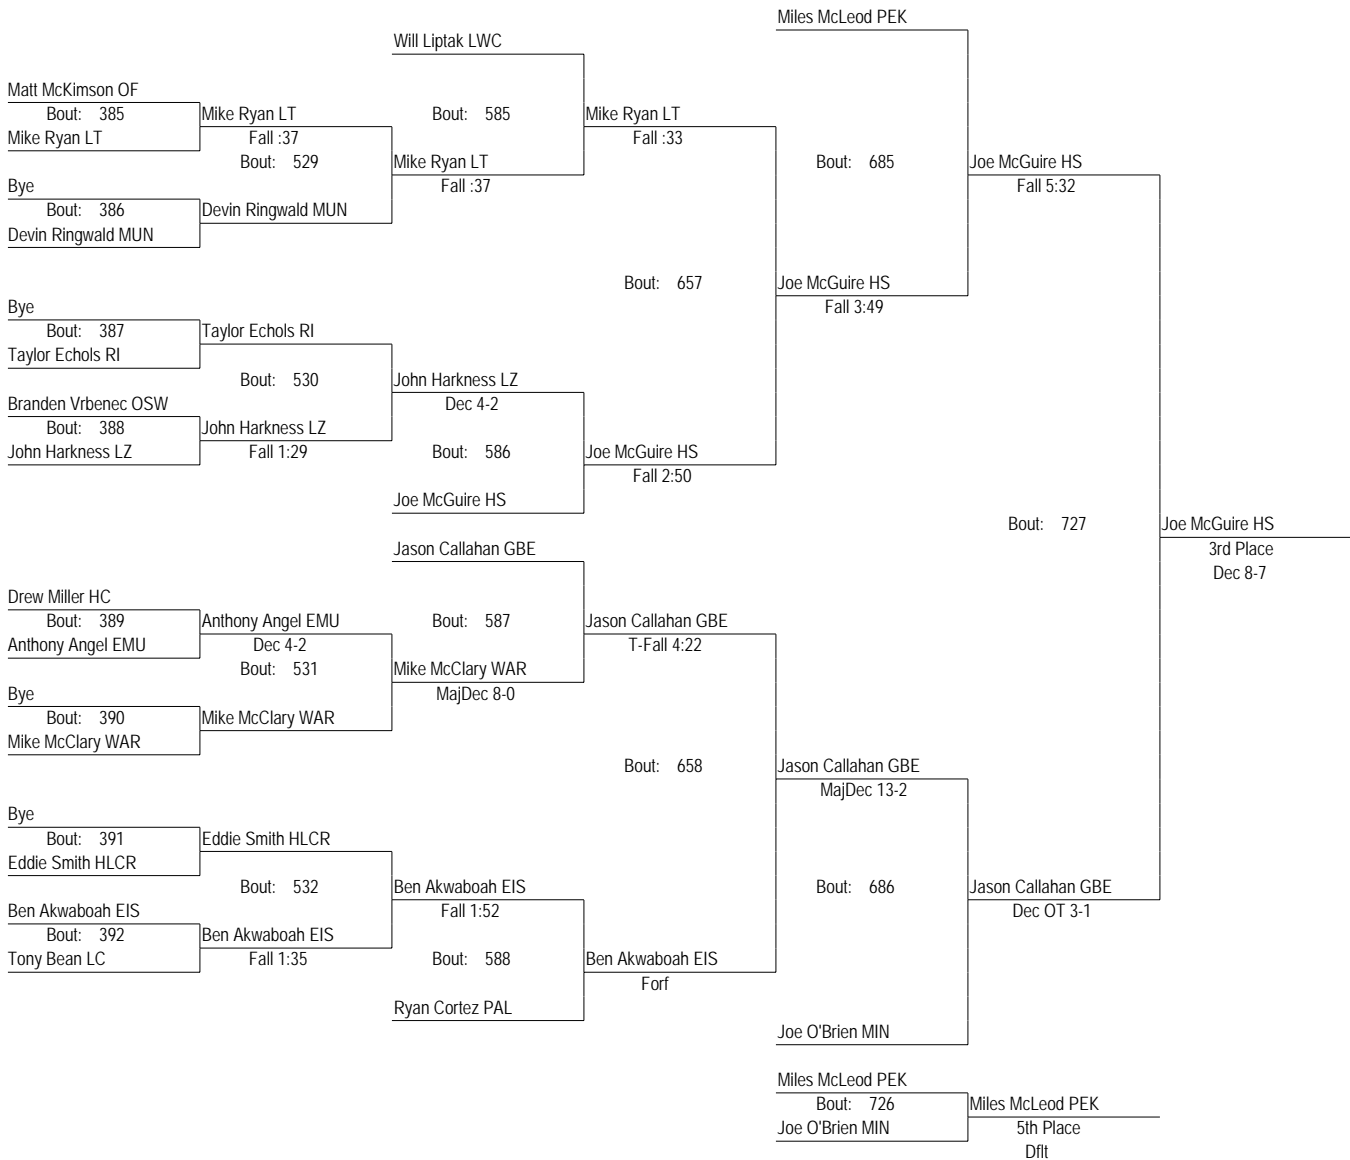 Miles McLeod PEK
Will Liptak LWC
Matt McKimson OF
Bout: 385
Mike Ryan LT
Bout: 585
Mike Ryan LT
Mike Ryan LT
Fall :37
Fall :33
Bout: 529
Mike Ryan LT
Bout: 685
Joe McGuire HS
Bye
Fall :37
Fall 5:32
Bout: 386
Devin Ringwald MUN
Devin Ringwald MUN
Bout: 657
Joe McGuire HS
Bye
Fall 3:49
Bout: 387
Taylor Echols RI
Taylor Echols RI
Bout: 530
John Harkness LZ
Branden Vrbenec OSW
Dec 4-2
Bout: 388
John Harkness LZ
John Harkness LZ
Fall 1:29
Bout: 586
Joe McGuire HS
Fall 2:50
Joe McGuire HS
Bout: 727
Joe McGuire HS
Jason Callahan GBE
3rd Place
Dec 8-7
Drew Miller HC
Bout: 389
Anthony Angel EMU
Bout: 587
Jason Callahan GBE
Anthony Angel EMU
Dec 4-2
T-Fall 4:22
Bout: 531
Mike McClary WAR
Bye
MajDec 8-0
Bout: 390
Mike McClary WAR
Mike McClary WAR
Bout: 658
Jason Callahan GBE
MajDec 13-2
Bye
Bout: 391
Eddie Smith HLCR
Eddie Smith HLCR
Bout: 532
Ben Akwaboah EIS
Bout: 686
Jason Callahan GBE
Ben Akwaboah EIS
Fall 1:52
Dec OT 3-1
Bout: 392
Ben Akwaboah EIS
Tony Bean LC
Fall 1:35
Bout: 588
Ben Akwaboah EIS
Forf
Ryan Cortez PAL
Joe O'Brien MIN
Miles McLeod PEK
Bout: 726
Miles McLeod PEK
Joe O'Brien MIN
5th Place
Dflt